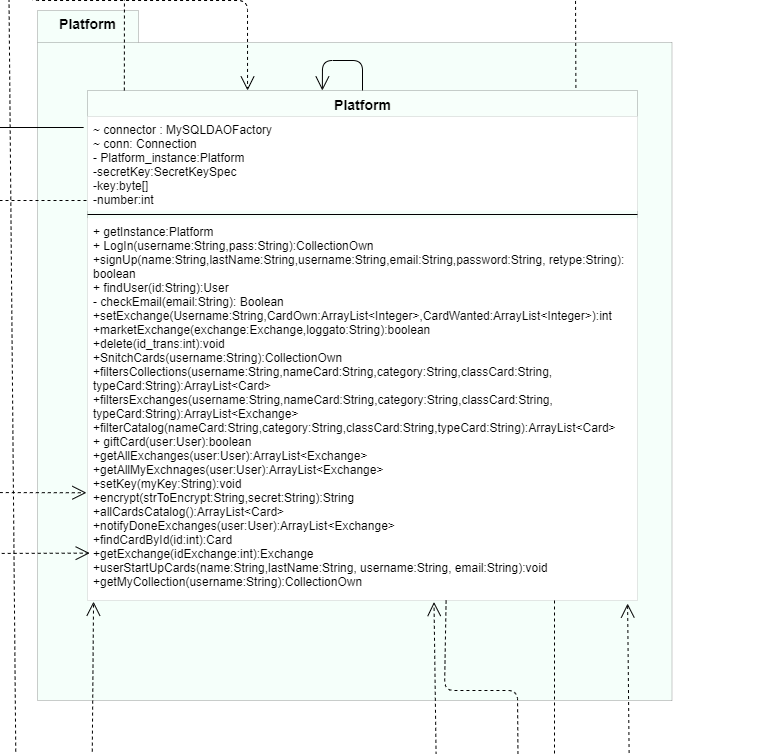 Platform
Platform
~ connector : MySQLDAOFactory
~ conn: Connection
- Platform_instance:Platform
-secretKey:SecretKeySpec
-key:byte[]
-number:int
+ getInstance:Platform
+ LogIn(username:String,pass:String):CollectionOwn
+signUp(name:String,lastName:String,username:String,email:String,password:String, retype:String):
boolean
+ findUser(id:String):User
- checkEmail(email:String): Boolean
+setExchange(Username:String,CardOwn:ArrayList<Integer>,CardWanted:ArrayList<Integer>):int
+marketExchange(exchange:Exchange,loggato:String):boolean
+delete(id_trans:int):void
+SnitchCards(username:String):CollectionOwn
+filtersCollections(username:String,nameCard:String,category:String,classCard:String,
typeCard:String):ArrayList<Card>
+filtersExchanges(username:String,nameCard:String,category:String,classCard:String,
typeCard:String):ArrayList<Exchange>
+filterCatalog(nameCard:String,category:String,classCard:String,typeCard:String):ArrayList<Card>
+ giftCard(user:User):boolean
+getAllExchanges(user:User):ArrayList<Exchange>
+getAllMyExchnages(user:User):ArrayList<Exchange>
+setKey(myKey:String):void
+encrypt(strToEncrypt:String,secret:String):String
+allCardsCatalog():ArrayList<Card>
+notifyDoneExchanges(user:User):ArrayList<Exchange>
+findCardById(id:int):Card
+getExchange(idExchange:int):Exchange
+userStartUpCards(name:String,lastName:String, username:String, email:String):void
+getMyCollection(username:String):CollectionOwn